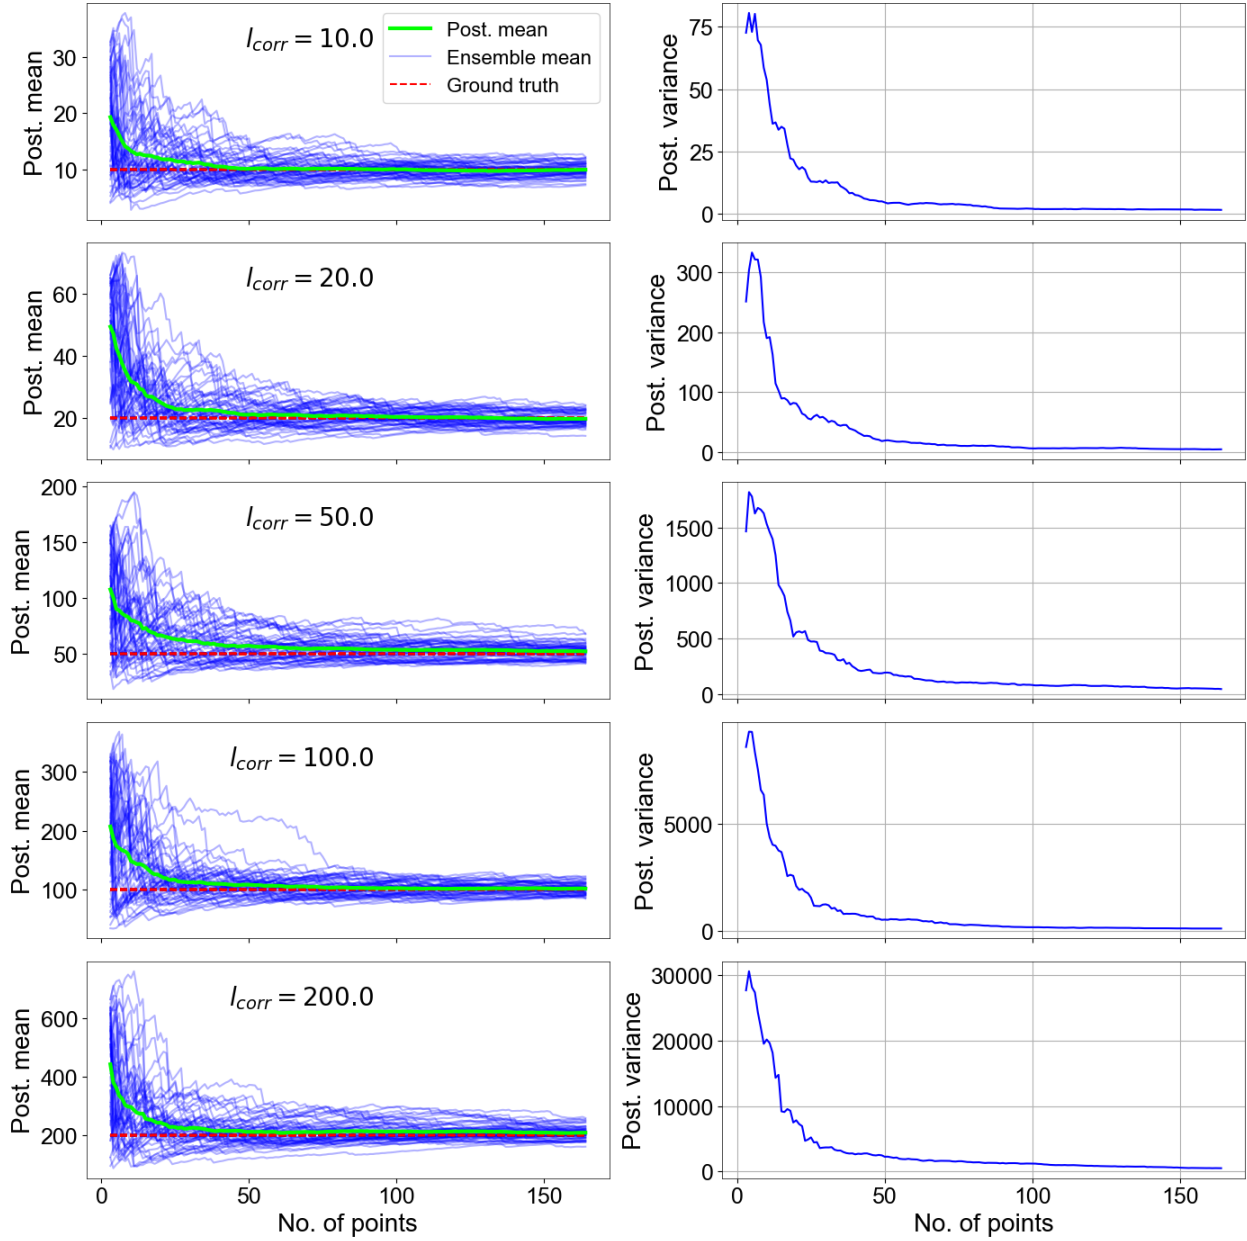 l_corr = 10.0
Post. mean
Ensemble mean
Ground truth
Post. mean
30
20
10
Post. variance
75
50
25
0
l_corr = 20.0
Post. mean
60
40
20
Post. variance
300
200
100
0
l_corr = 50.0
Post. mean
200
150
100
50
Post. variance
1500
1000
500
0
l_corr = 100.0
Post. mean
300
200
100
Post. variance
5000
0
l_corr = 200.0
Post. mean
600
400
200
0 50 100 150
No. of points
Post. variance
30000
20000
10000
0
0 50 100 150
No. of points